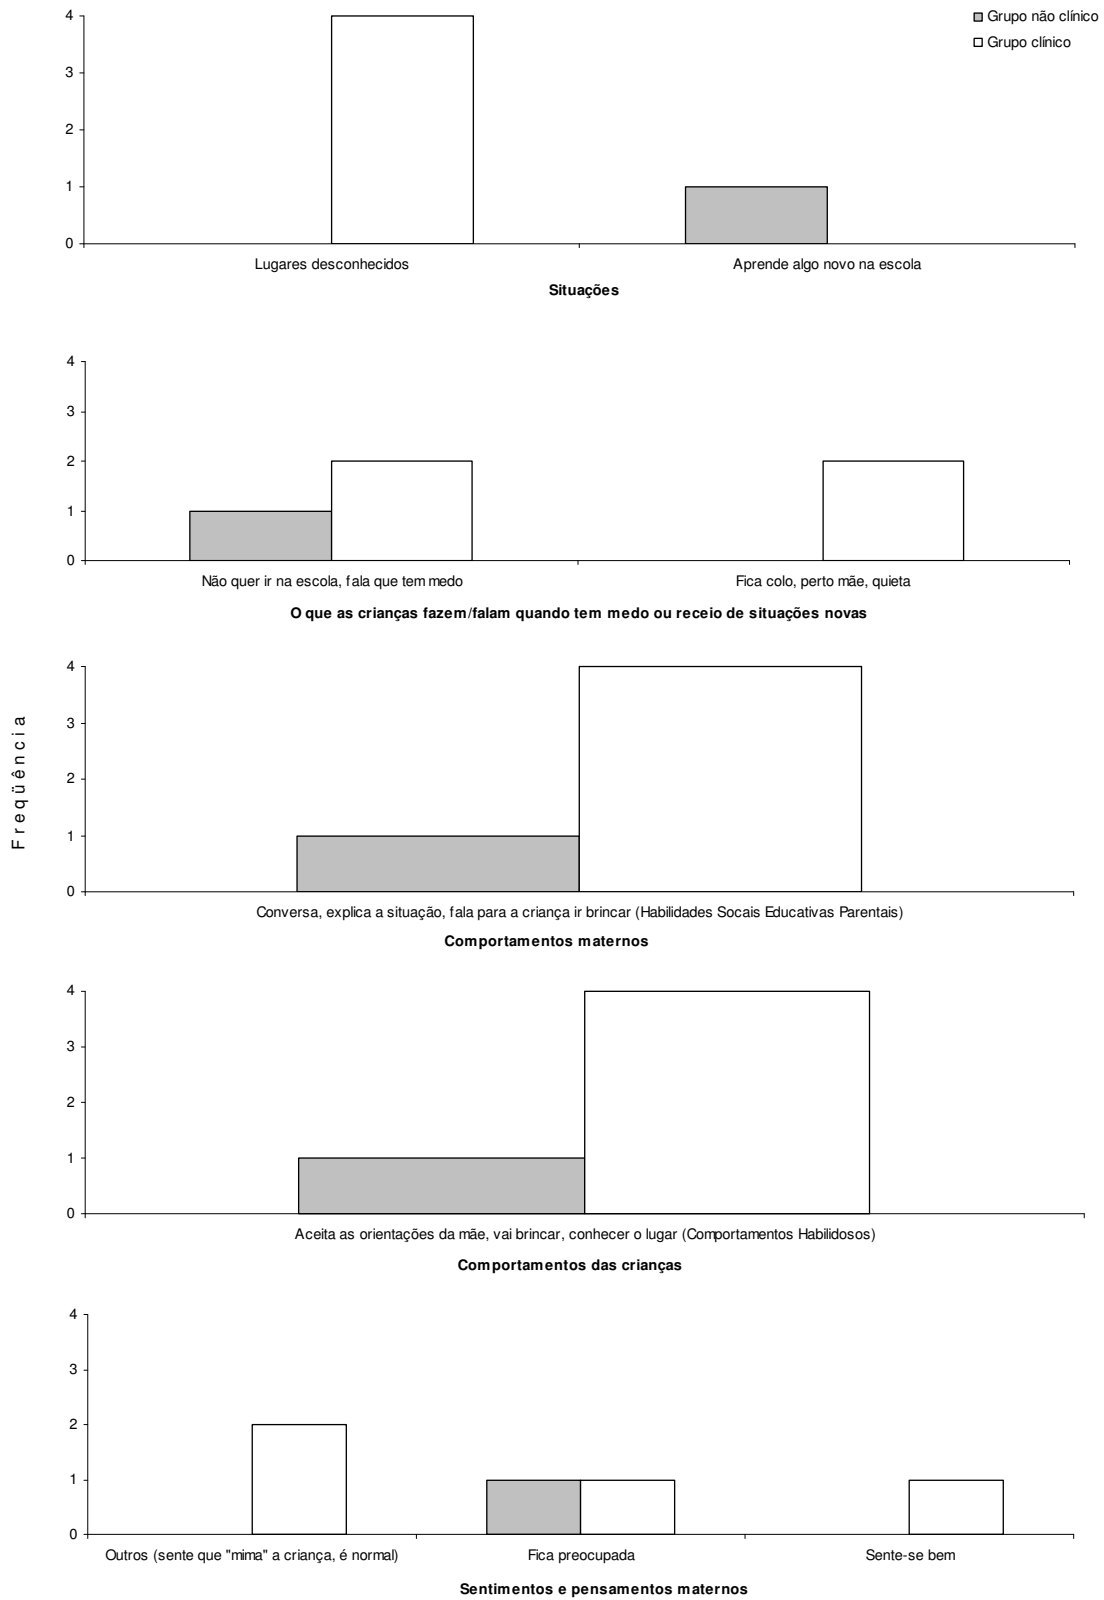 Grupo não clínico
Grupo clínico
4
3
2
1
0
Lugares desconhecidos
Aprende algo novo na escola
Situações
4
3
2
1
0
Não quer ir na escola, fala que tem medo
Fica colo, perto mãe, quieta
O que as crianças fazem/falam quando tem medo ou receio de situações novas
Freqüência
4
3
2
1
0
Conversa, explica a situação, fala para a criança ir brincar (Habilidades Socais Educativas Parentais)
Comportamentos maternos
4
3
2
1
0
Aceita as orientações da mãe, vai brincar, conhecer o lugar (Comportamentos Habilidosos)
Comportamentos das crianças
4
3
2
1
0
Outros (sente que "mima" a criança, é normal)
Fica preocupada
Sente-se bem
Sentimentos e pensamentos maternos